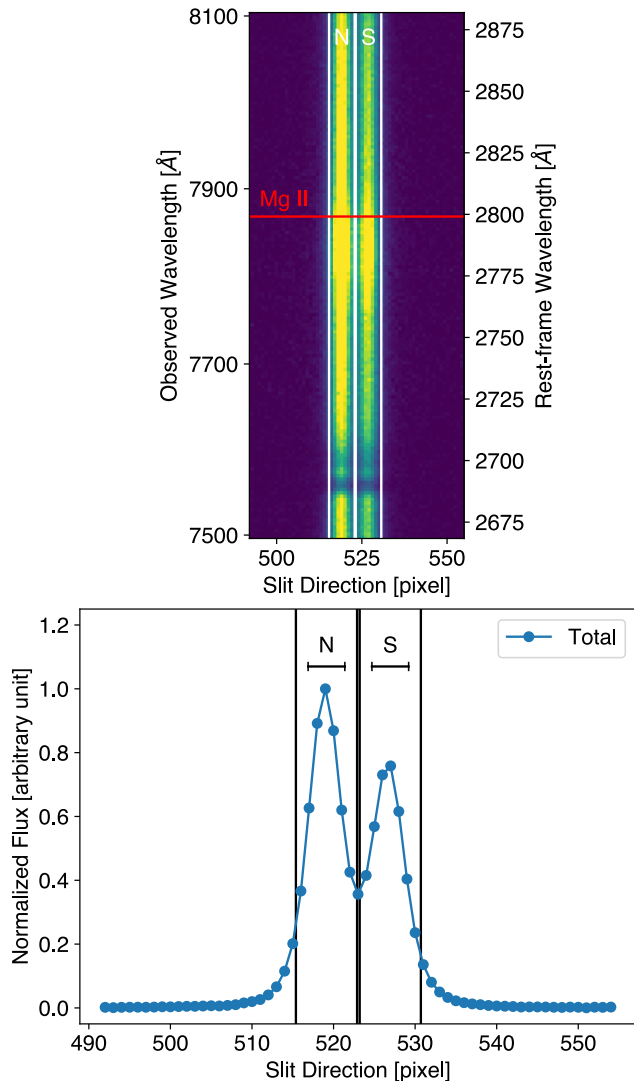 8100
7900
7700
7500
Observed Wavelength [Å]
N S
Mg II
2875
2850
2825
2800
2775
2750
2725
2700
2675
Rest-frame Wavelength [Å]
500 525 550
Slit Direction [pixel]
1.2
1.0
0.8
0.6
0.4
0.2
0.0
Normalized Flux [arbitrary unit]
N S
Total
490 500 510 520 530 540 550
Slit Direction [pixel]